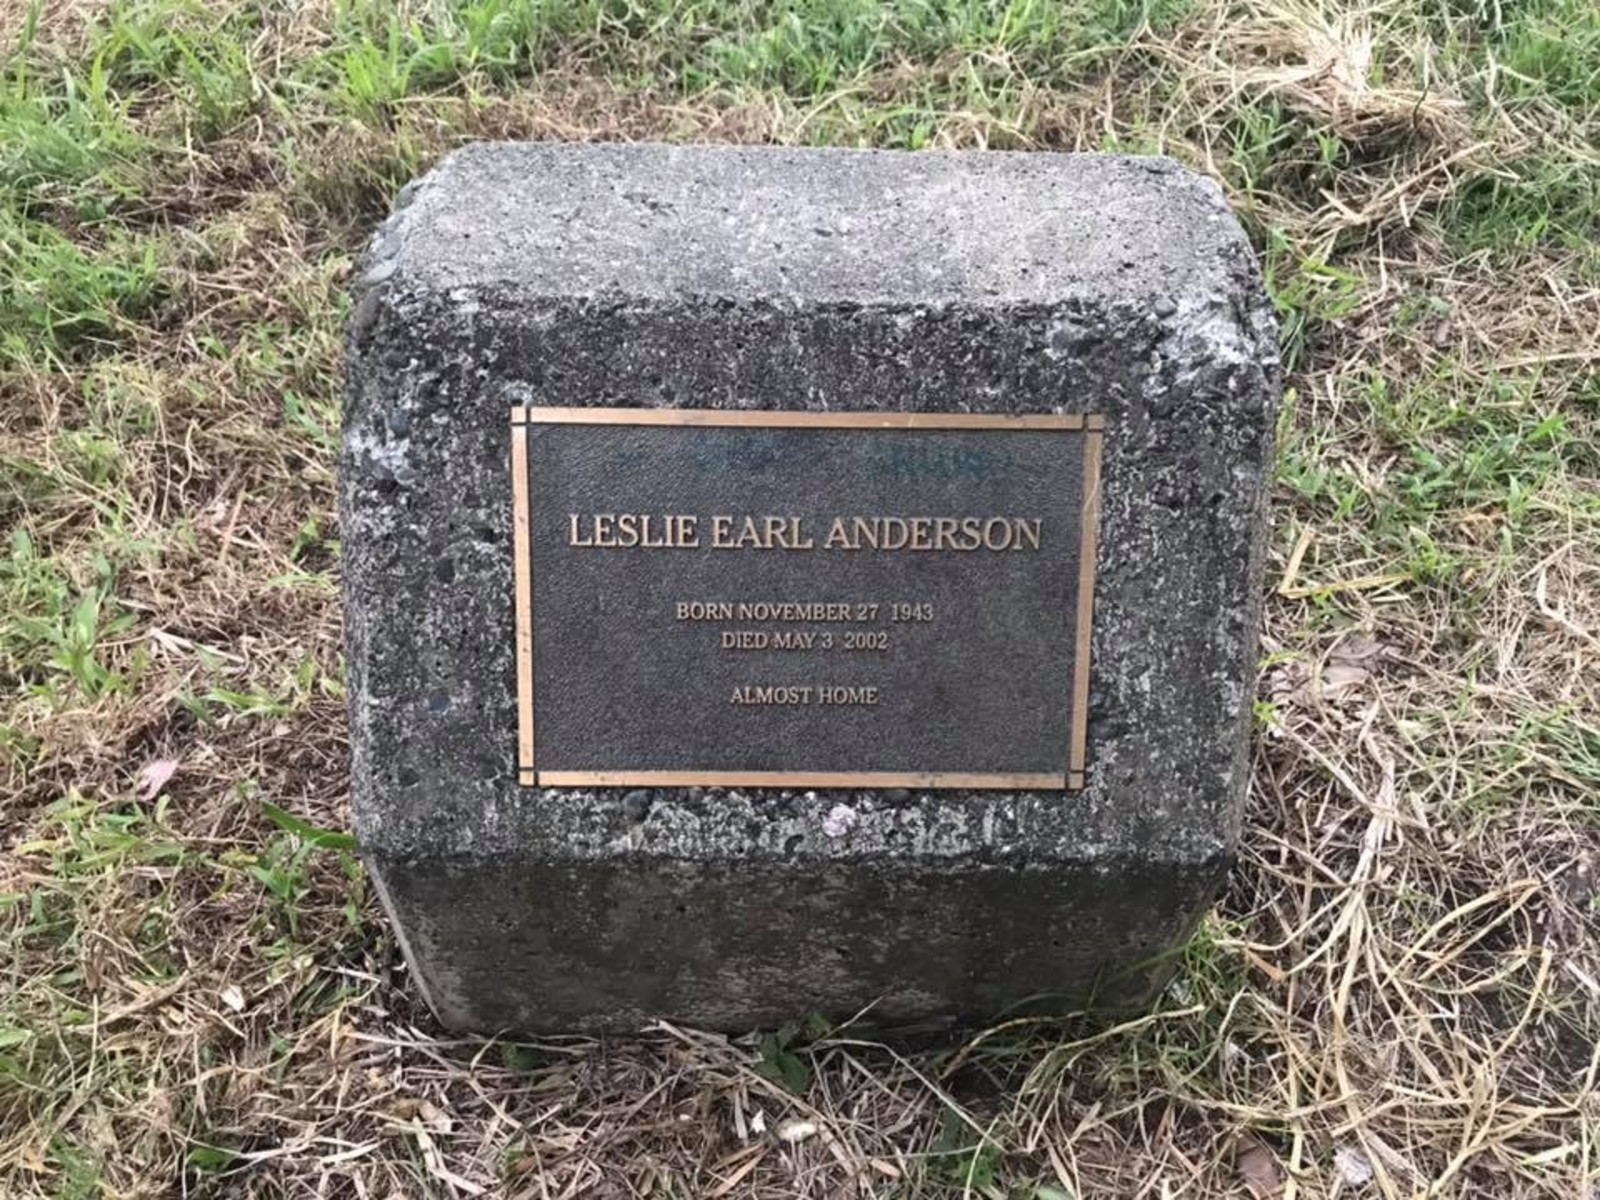 LESLIE EARL ANDERSON
BORN NOVEMBER 27 1943
DIED MAY 3 2002
ALMOST HOME